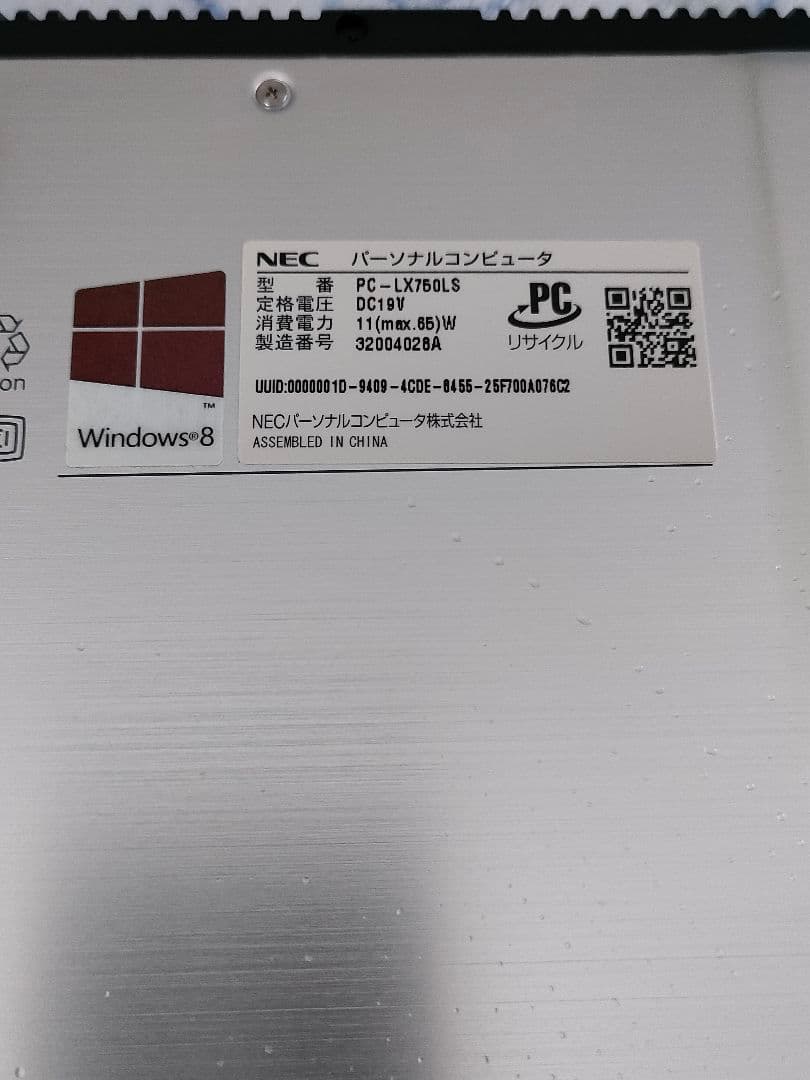 NEC パーソナルコンピュータ
型 番 PC-LX750LS
定格電圧 DC19V
消費電力 11(max.65)W
製造番号 32004026A
PC
リサイクル
UUID:0000001D-9409-4CDE-8455-25F700A076C2
NECパーソナルコンピュータ株式会社
ASSEMBLED IN CHINA
TM
Windows®8
on